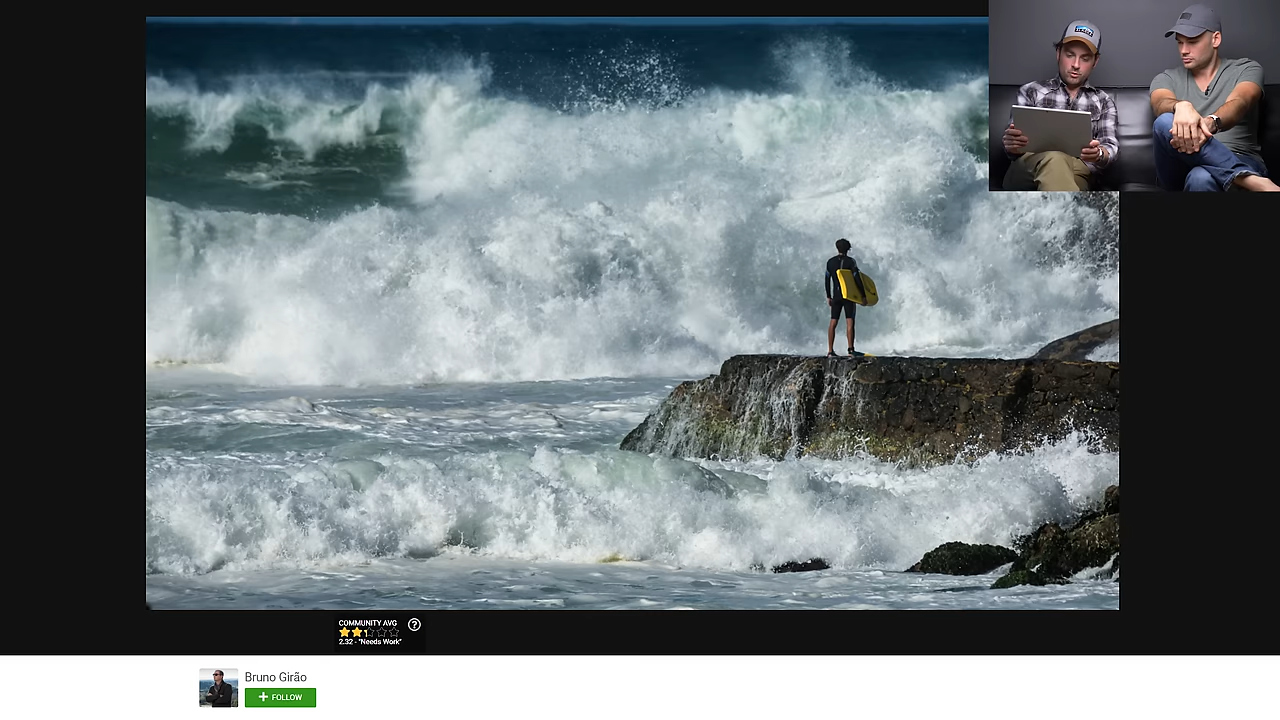 COMMUNITY AVG
?
2.32 - "Needs Work"
Bruno Girão
+ FOLLOW